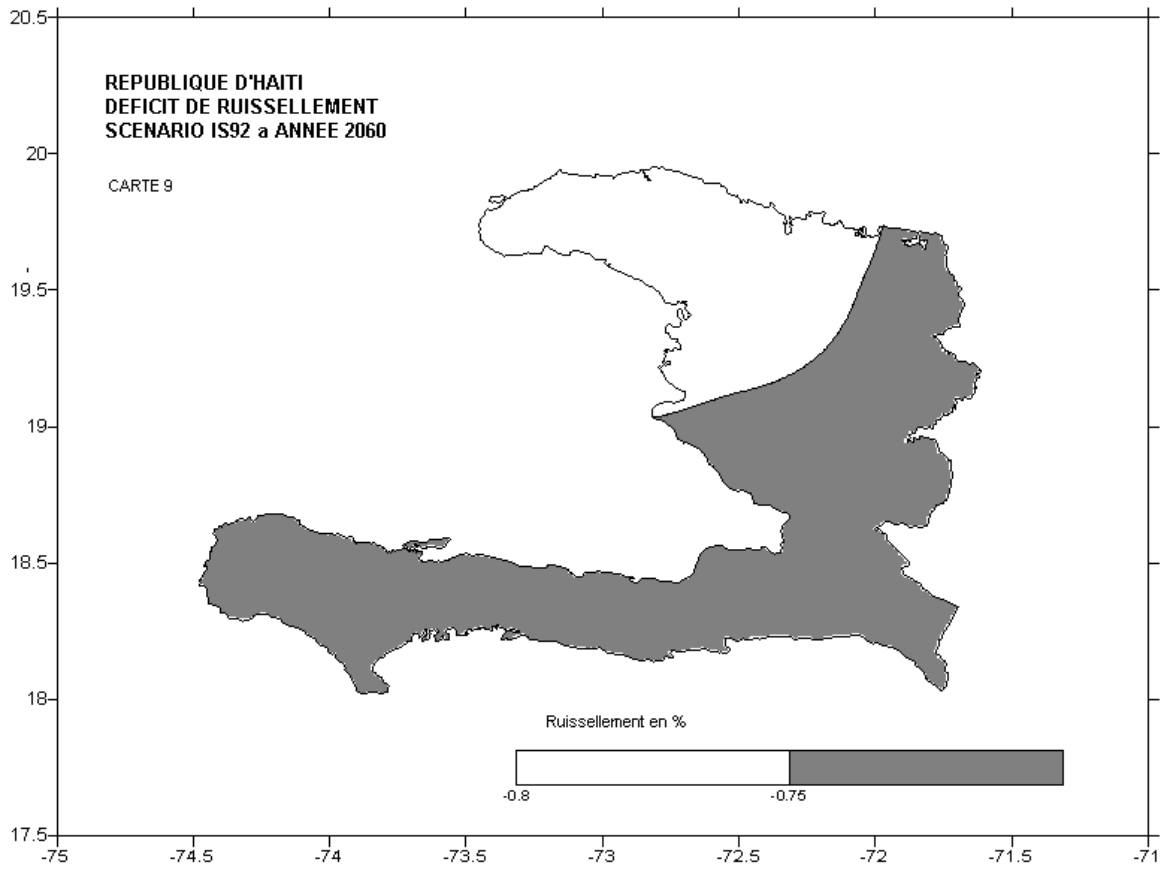 20.5
REPUBLIQUE D'HAITI
DEFICIT DE RUISSELLEMENT
SCENARIO IS92 a ANNEE 2060
20
CARTE 9
19.5
19
18.5
18
Ruissellement en %
-0.8 -0.75
17.5
-75 -74.5 -74 -73.5 -73 -72.5 -72 -71.5 -71